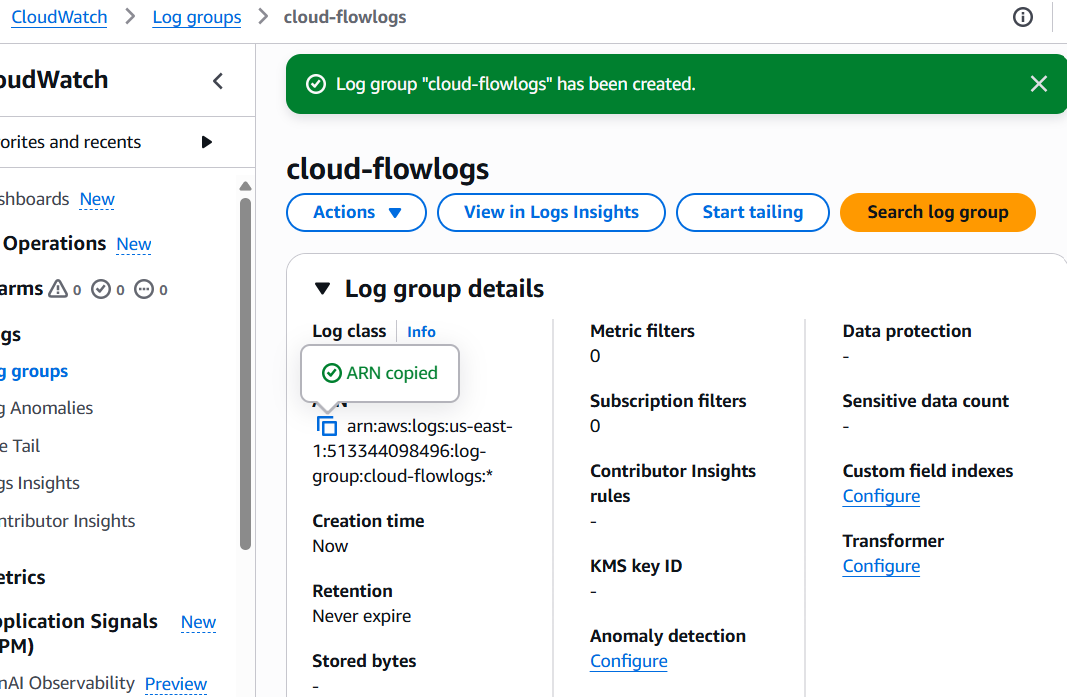 CloudWatch > Log groups > cloud-flowlogs
oudWatch
Log group "cloud-flowlogs" has been created.
orites and recents
cloud-flowlogs
Actions View in Logs Insights Start tailing Search log group
shboards New
Operations New
arms 0 0 0
gs
g groups
g Anomalies
e Tail
gs Insights
ntributor Insights
etrics
plication Signals New
PM)
nAI Observability Preview
Log group details
Log class Info
ARN copied
arn:aws:logs:us-east-
1:513344098496:log-
group:cloud-flowlogs:*
Creation time
Now
Retention
Never expire
Stored bytes
-
Metric filters
0
Subscription filters
0
Contributor Insights
rules
-
KMS key ID
-
Anomaly detection
Configure
Data protection
-
Sensitive data count
-
Custom field indexes
Configure
Transformer
Configure